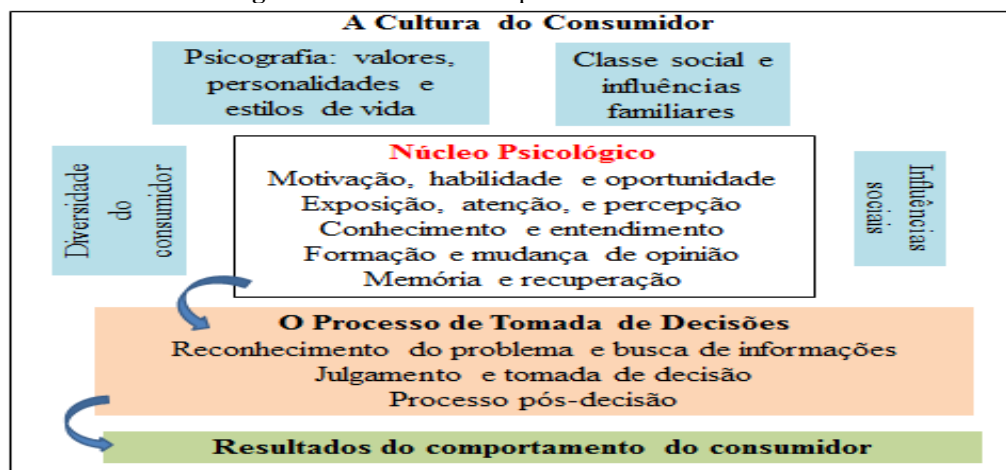 A Cultura do Consumidor
Psicografia: valores,
personalidades e
estilos de vida
Classe social e
influências
familiares
Diversidade
do
consumidor
Núcleo Psicológico
Motivação, habilidade e oportunidade
Exposição, atenção, e percepção
Conhecimento e entendimento
Formação e mudança de opinião
Memória e recuperação
Influências
sociais
O Processo de Tomada de Decisões
Reconhecimento do problema e busca de informações
Julgamento e tomada de decisão
Processo pós-decisão
Resultados do comportamento do consumidor